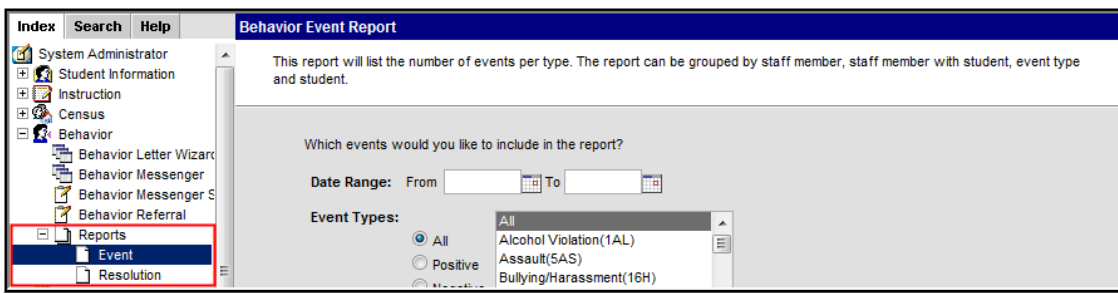 Index Search Help
System Administrator
Student Information
Instruction
Census
Behavior
Behavior Letter Wizard
Behavior Messenger
Behavior Messenger S
Behavior Referral
Reports
Event
Resolution
Behavior Event Report
This report will list the number of events per type. The report can be grouped by staff member, staff member with student, event type
and student.
Which events would you like to include in the report?
Date Range: From To
Event Types:
All
Positive
Negative
All
Alcohol Violation(1AL)
Assault(5AS)
Bullying/Harassment(16H)